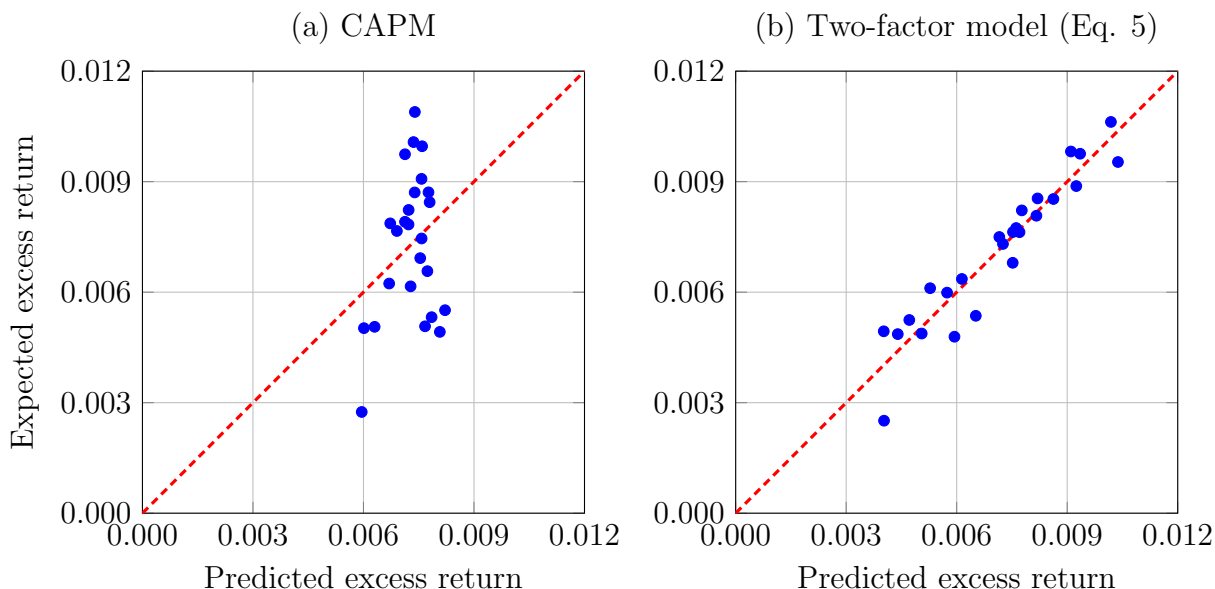 (a) CAPM
0.012
0.009
0.006
0.003
0.000
0.000 0.003 0.006 0.009 0.012
Expected excess return
Predicted excess return
(b) Two-factor model (Eq. 5)
0.012
0.009
0.006
0.003
0.000
0.000 0.003 0.006 0.009 0.012
Predicted excess return